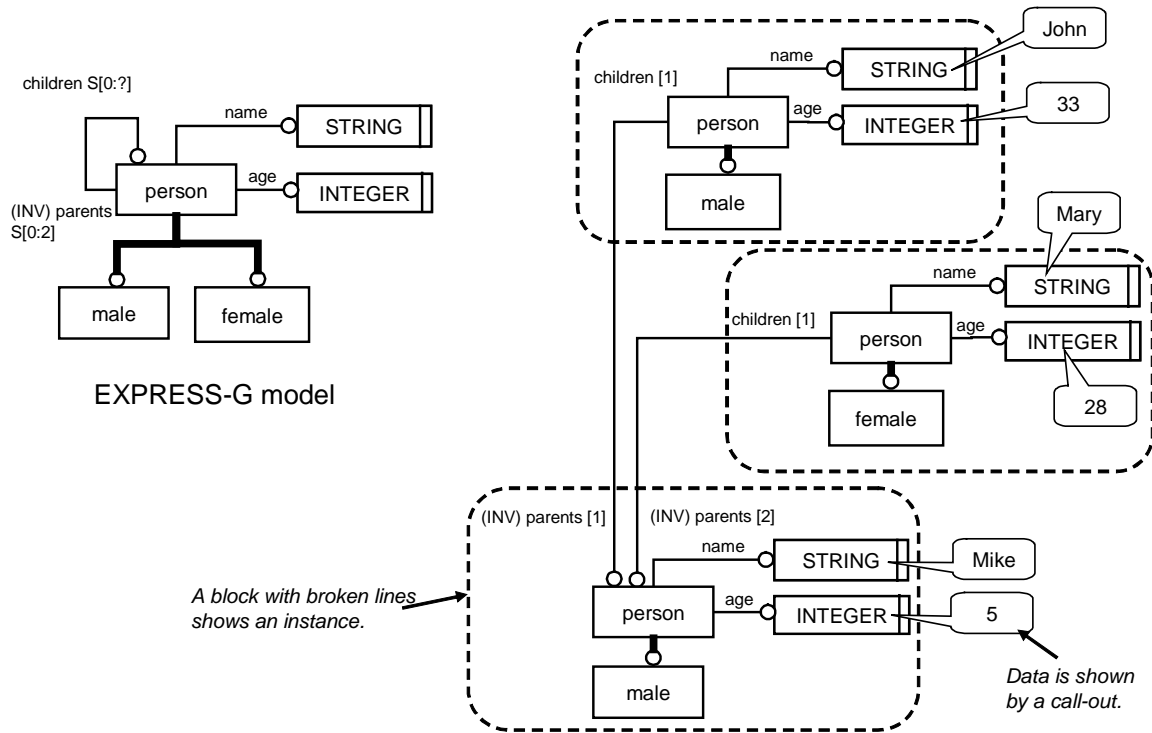 children S[0:?]
name
STRING
person
age
INTEGER
(INV) parents
S[0:2]
male
female
EXPRESS-G model
John
name
STRING
children [1]
33
person
age
INTEGER
male
Mary
name
STRING
children [1]
person
age
INTEGER
female
28
(INV) parents [1]
(INV) parents [2]
name
STRING
Mike
person
age
INTEGER
5
male
A block with broken lines
shows an instance.
Data is shown
by a call-out.